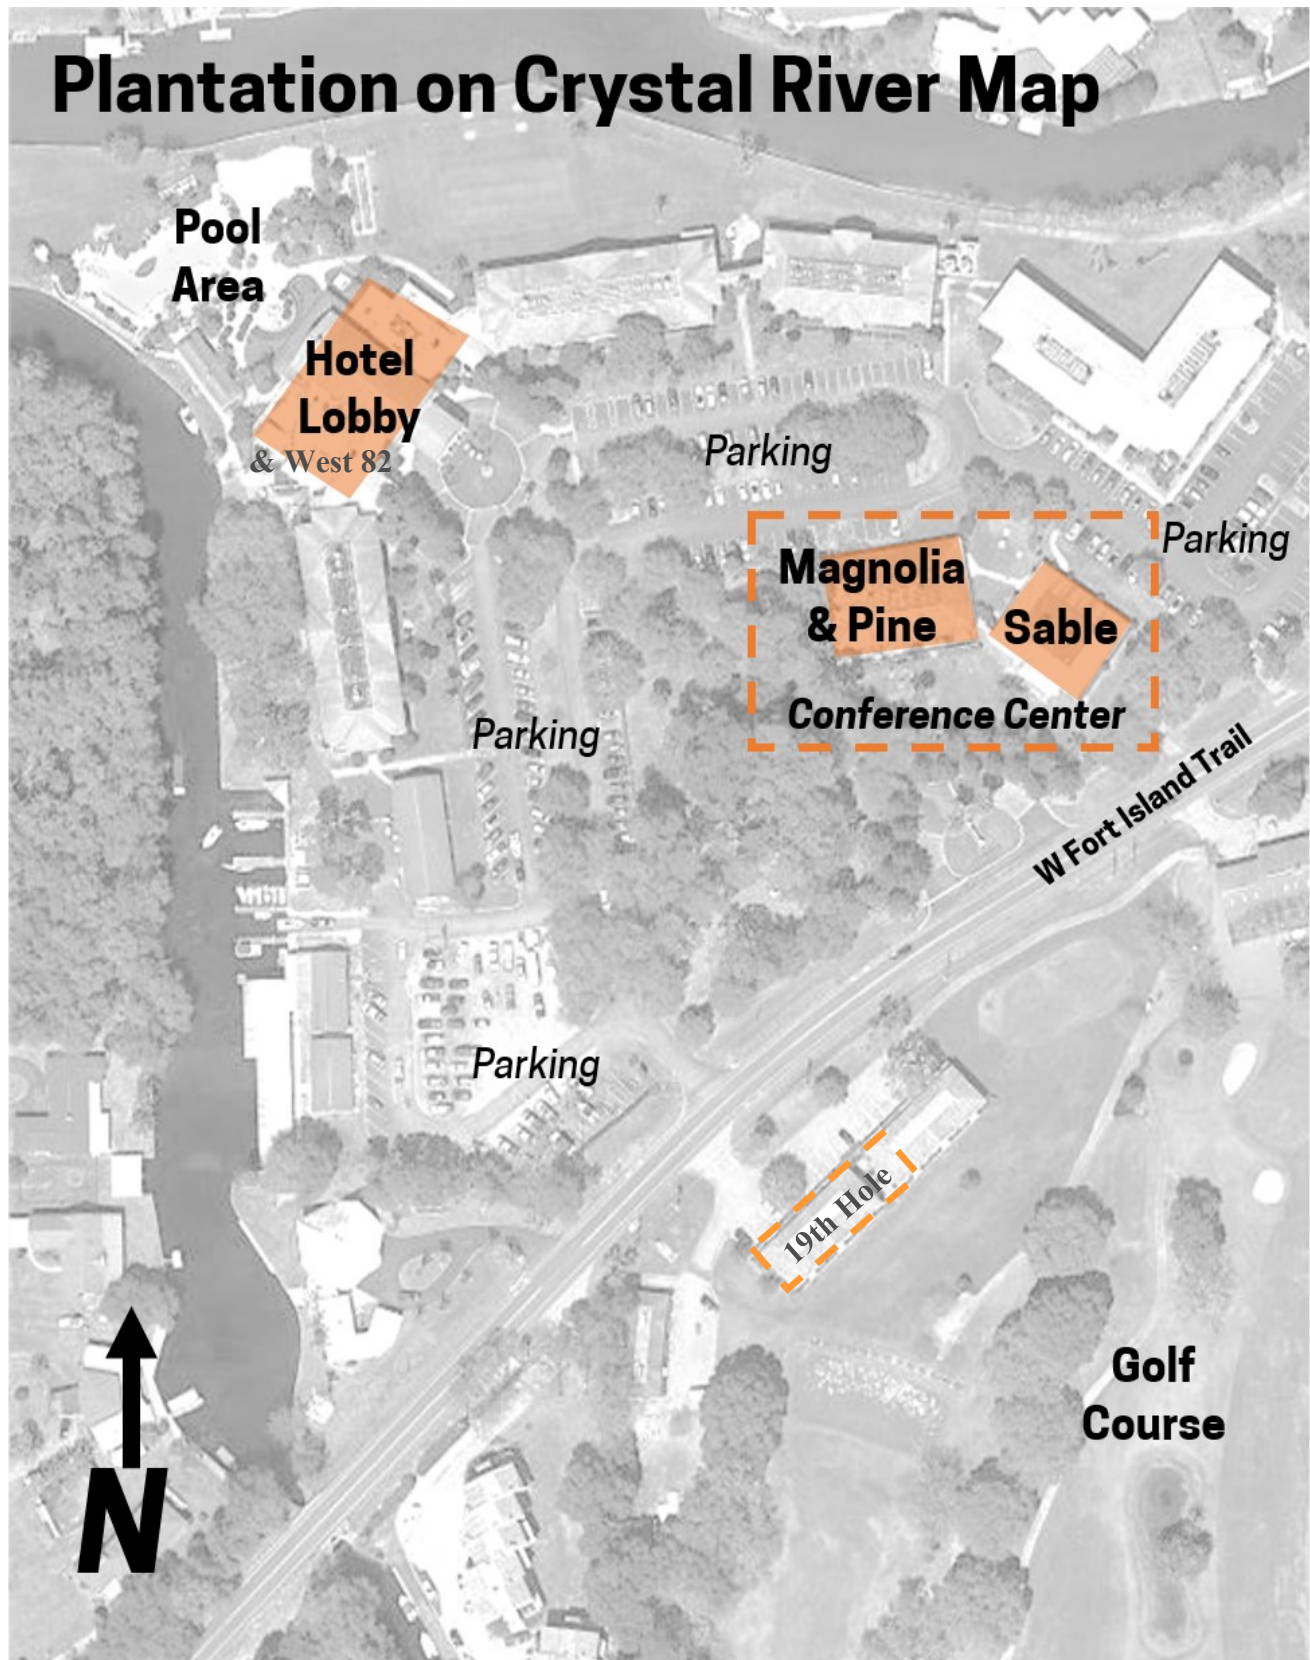 Plantation on Crystal River Map
Pool
Area
Hotel
Lobby
& West 82
Parking
Parking
Magnolia
& Pine
Sable
Conference Center
Parking
W Fort Island Trail
Parking
19th Hole
Golf
Course
N